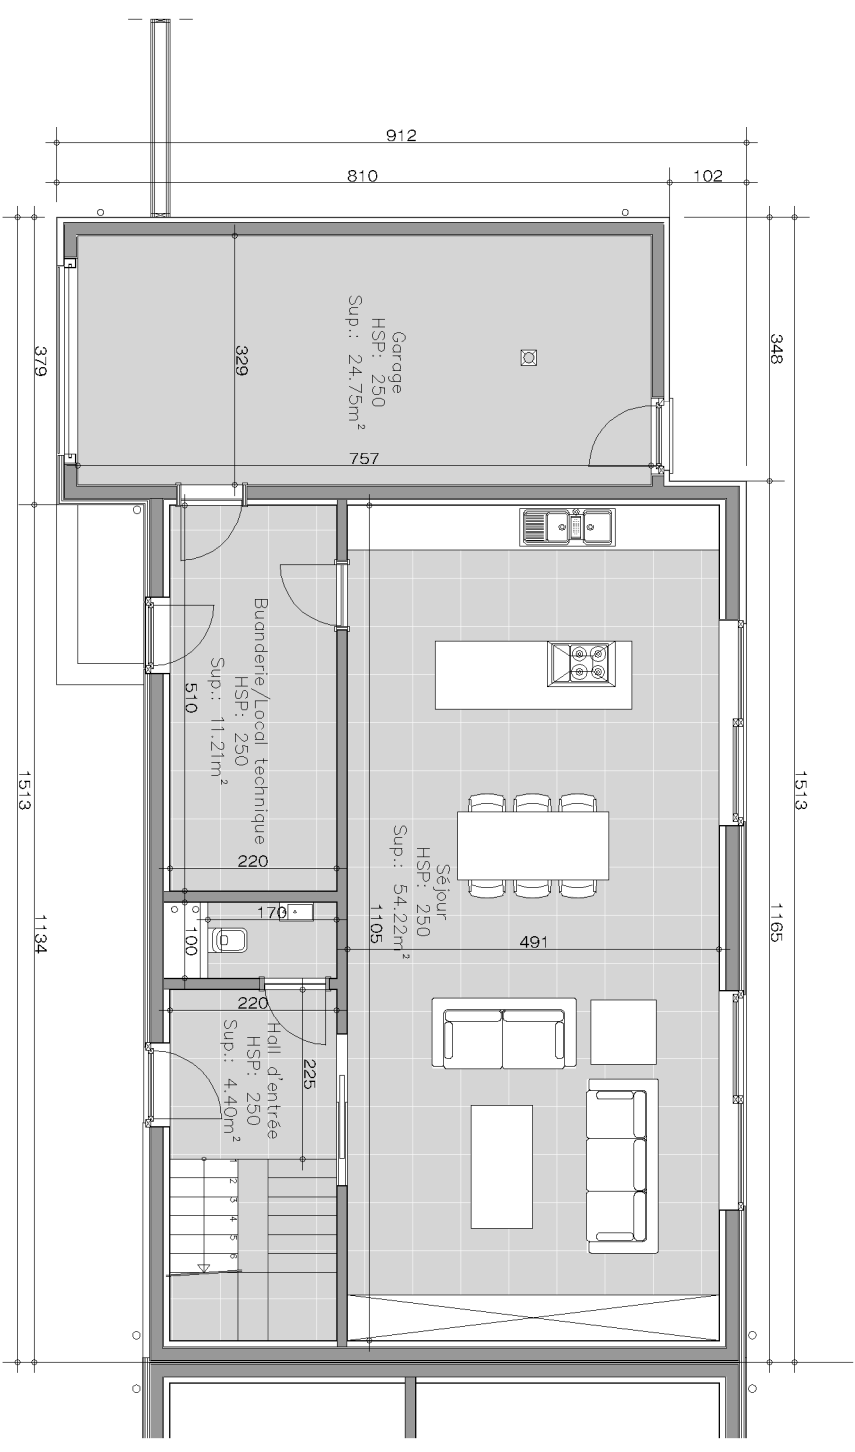 912
810
102
379
348
329
Garage
HSP: 250
Sup.: 24.75m²
757
Buanderie/Local technique
HSP: 250
Sup.: 11.21m²
510
1513
1513
220
Séjour
HSP: 250
Sup.: 54.22m²
1105
491
170
100
1134
1165
220
Hall d'entrée
HSP: 250
Sup.: 4.40m²
225
1
2
3
4
5
6